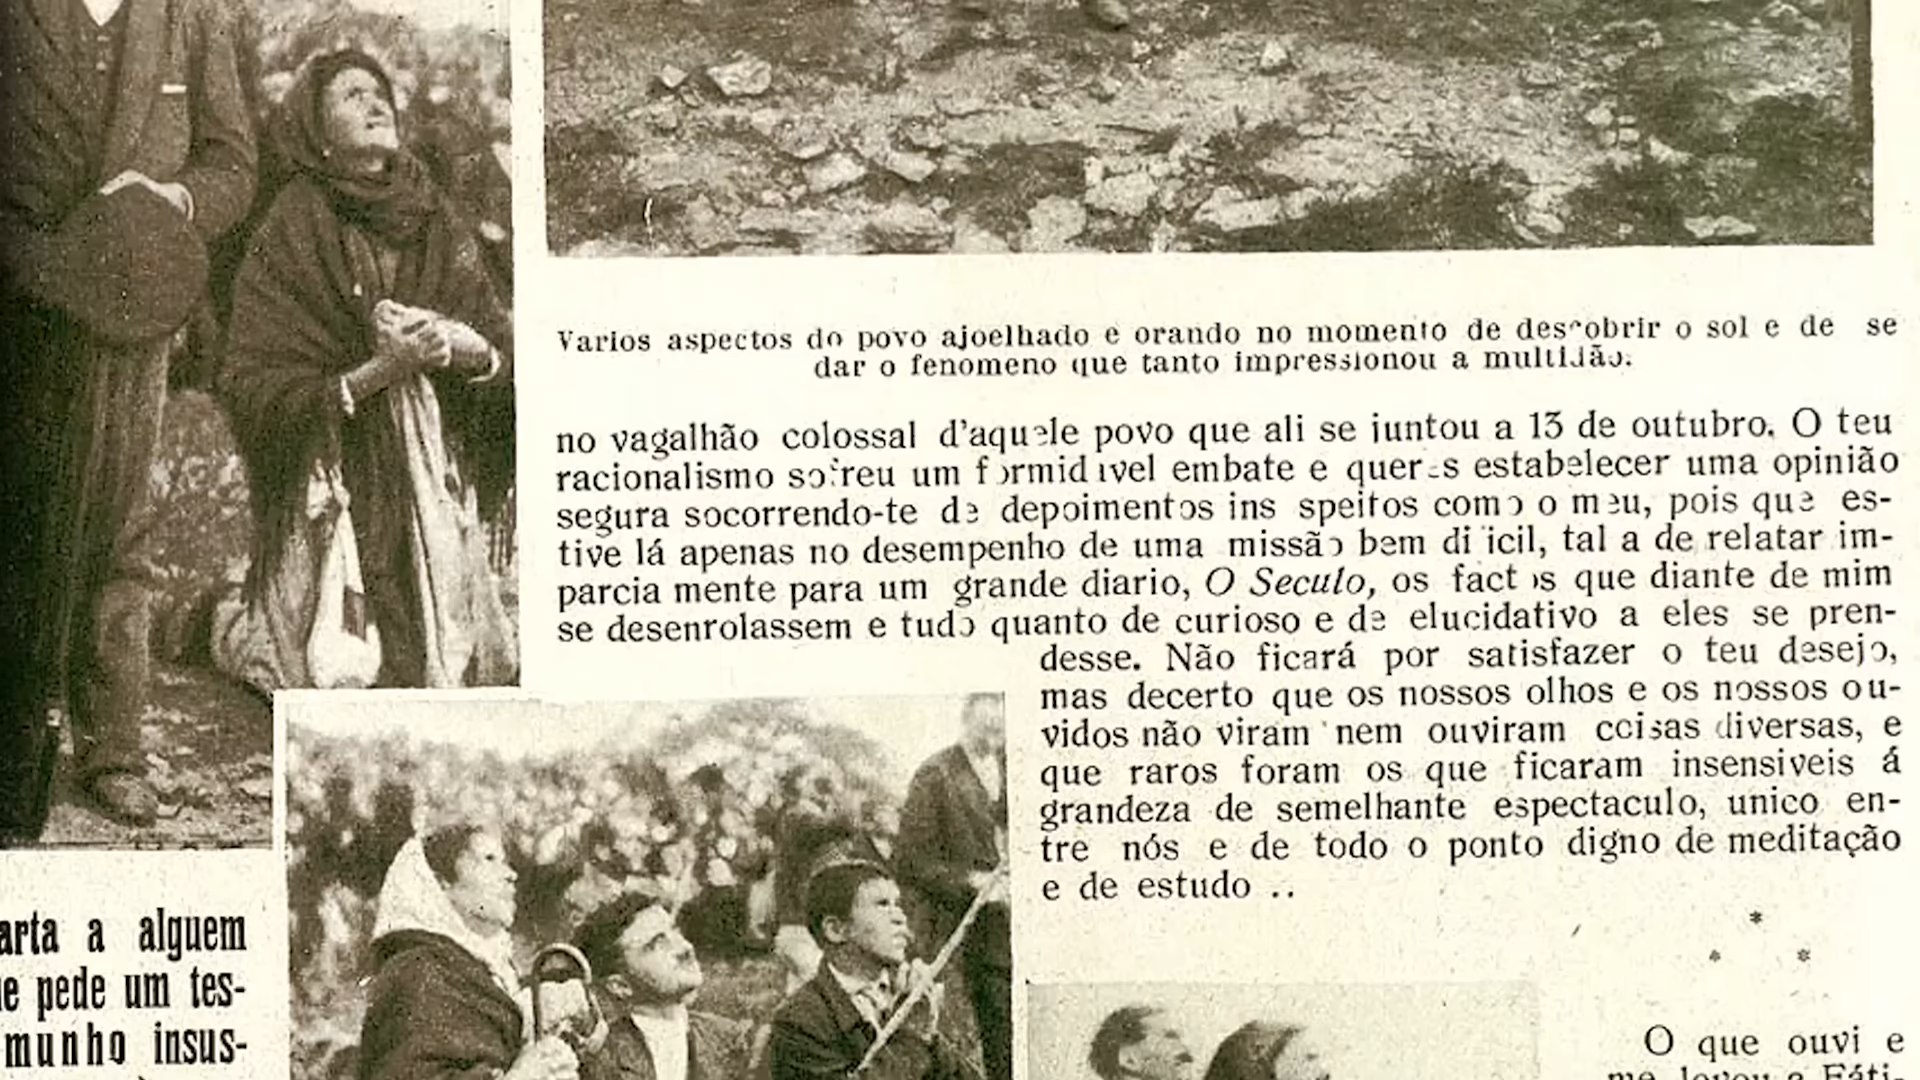 Varios aspectos do povo ajoelhado e orando no momento de descobrir o sol e de se
dar o fenomeno que tanto impressionou a multidão.
no vagalhão colossal d'aquele povo que ali se juntou a 13 de outubro. O teu
racionalismo sofreu um formidavel embate e queres estabelecer uma opinião
segura socorrendo-te de depoimentos insuspeitos como o meu, pois que es-
tive lá apenas no desempenho de uma missão bem dificil, tal a de relatar im-
parcialmente para um grande diario, O Seculo, os factos que diante de mim
se desenrolassem e tudo quanto de curioso e de elucidativo a eles se pren-
desse. Não ficará por satisfazer o teu desejo,
mas decerto que os nossos olhos e os nossos ou-
vidos não viram nem ouviram coisas diversas, e
que raros foram os que ficaram insensiveis á
grandeza de semelhante espectaculo, unico en-
tre nós e de todo o ponto digno de meditação
e de estudo ..
* * *
arta a alguem
e pede um tes-
munho insus-
O que ouvi e
me levou a Fáti-